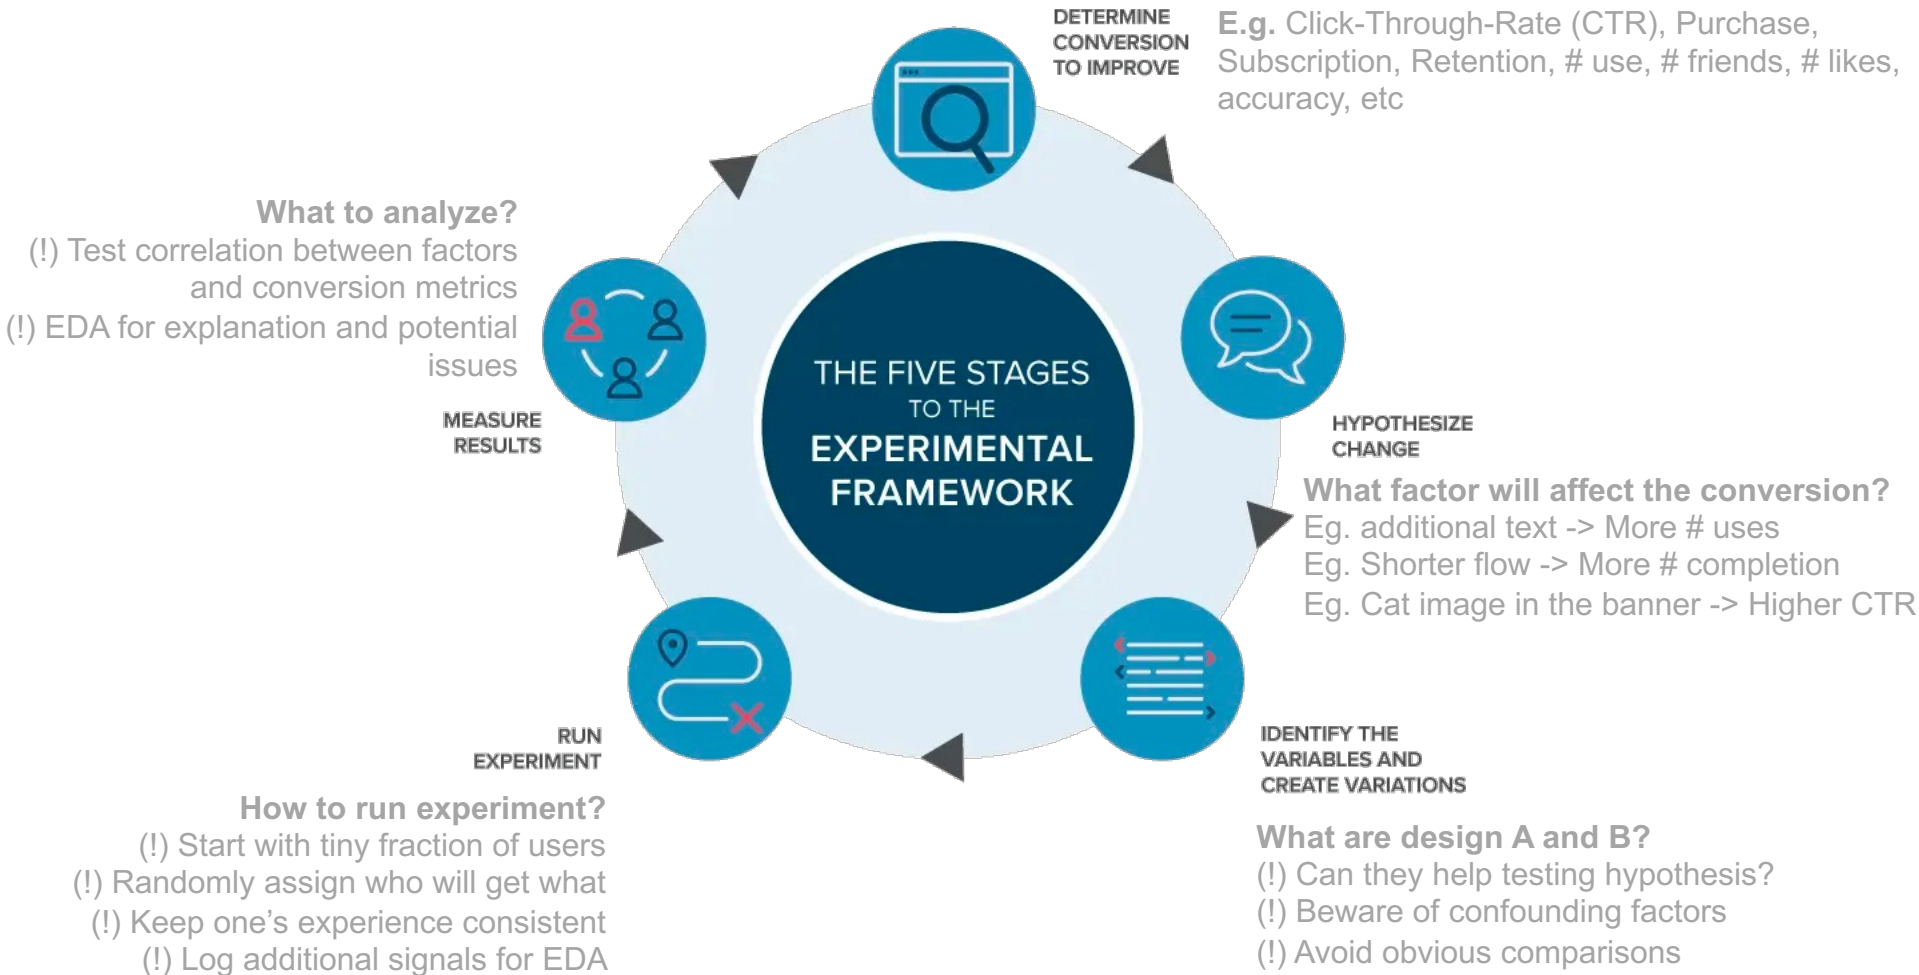 DETERMINE
CONVERSION
TO IMPROVE
E.g. Click-Through-Rate (CTR), Purchase,
Subscription, Retention, # use, # friends, # likes,
accuracy, etc
HYPOTHESIZE
CHANGE
What factor will affect the conversion?
Eg. additional text -> More # uses
Eg. Shorter flow -> More # completion
Eg. Cat image in the banner -> Higher CTR
IDENTIFY THE
VARIABLES AND
CREATE VARIATIONS
What are design A and B?
(!) Can they help testing hypothesis?
(!) Beware of confounding factors
(!) Avoid obvious comparisons
RUN
EXPERIMENT
How to run experiment?
(!) Start with tiny fraction of users
(!) Randomly assign who will get what
(!) Keep one’s experience consistent
(!) Log additional signals for EDA
What to analyze?
(!) Test correlation between factors
and conversion metrics
(!) EDA for explanation and potential
issues
MEASURE
RESULTS
THE FIVE STAGES
TO THE
EXPERIMENTAL
FRAMEWORK